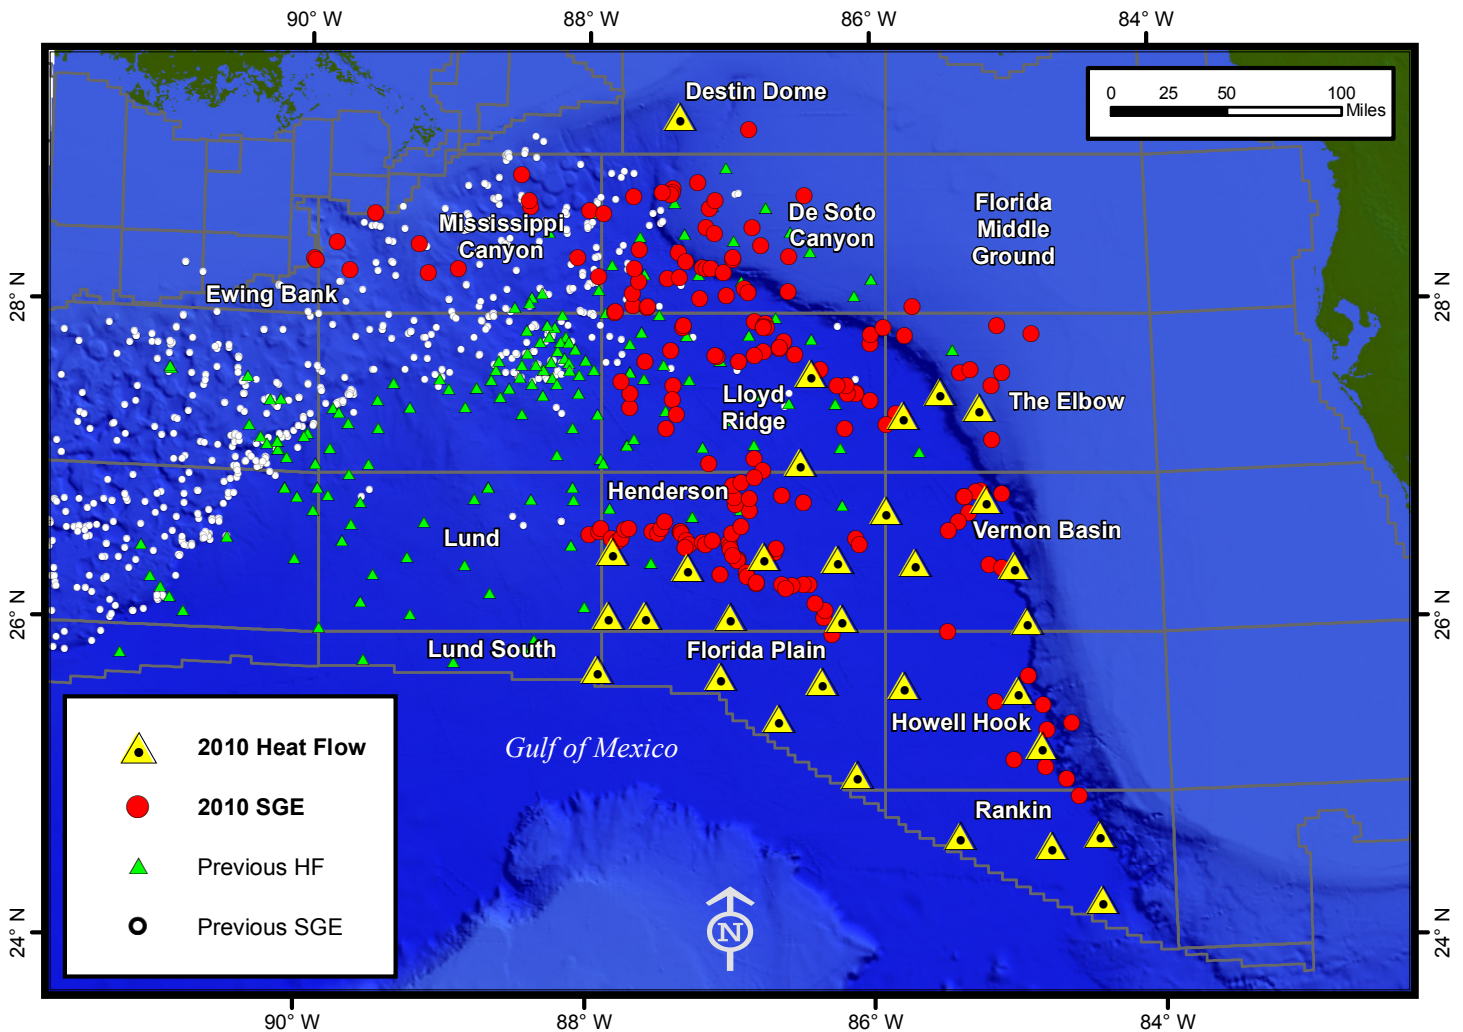 90° W 88° W 86° W 84° W
0 25 50 100
Miles
Destin Dome
De Soto
Canyon
Florida
Middle
Ground
Mississippi
Canyon
Ewing Bank
28° N
28° N
Lloyd
Ridge
The Elbow
Henderson
Vernon Basin
Lund
26° N
26° N
Lund South
Florida Plain
Howell Hook
Gulf of Mexico
Rankin
2010 Heat Flow
2010 SGE
Previous HF
Previous SGE
N
24° N
24° N
90° W 88° W 86° W 84° W